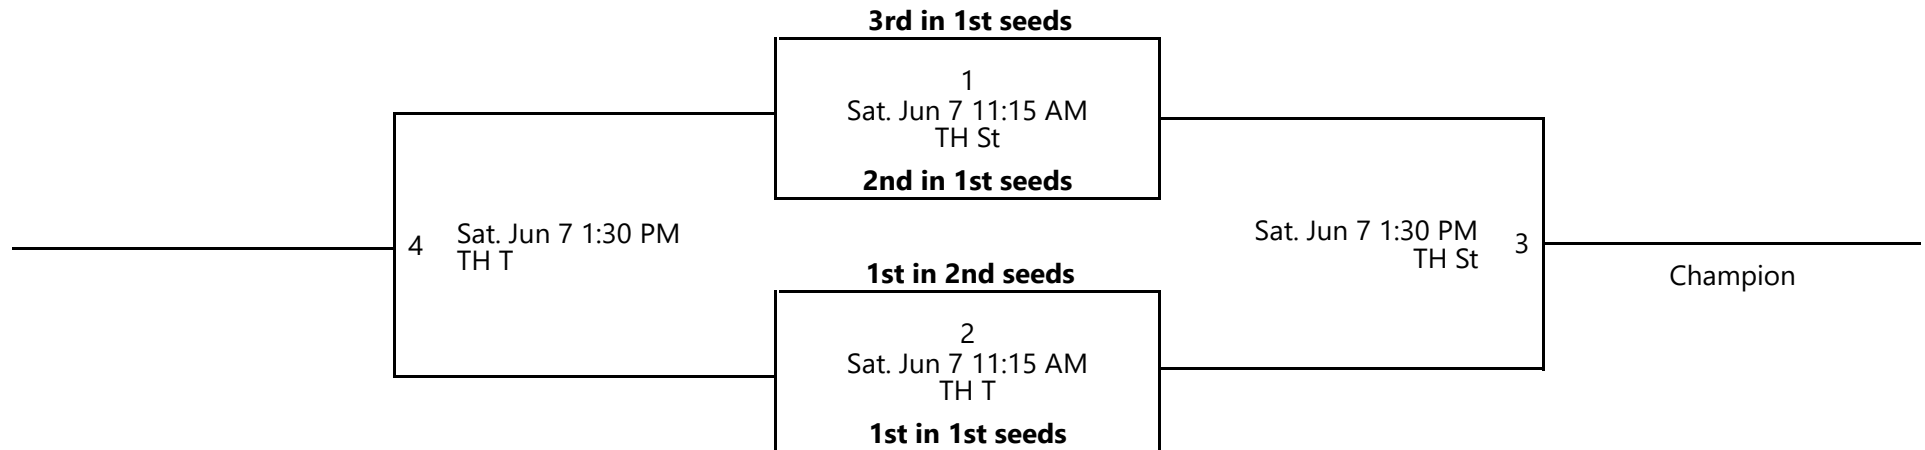 3rd in 1st seeds
1
Sat. Jun 7 11:15 AM
TH St
2nd in 1st seeds
4
Sat. Jun 7 1:30 PM
TH T
Sat. Jun 7 1:30 PM
TH St
3
Champion
1st in 2nd seeds
2
Sat. Jun 7 11:15 AM
TH T
1st in 1st seeds